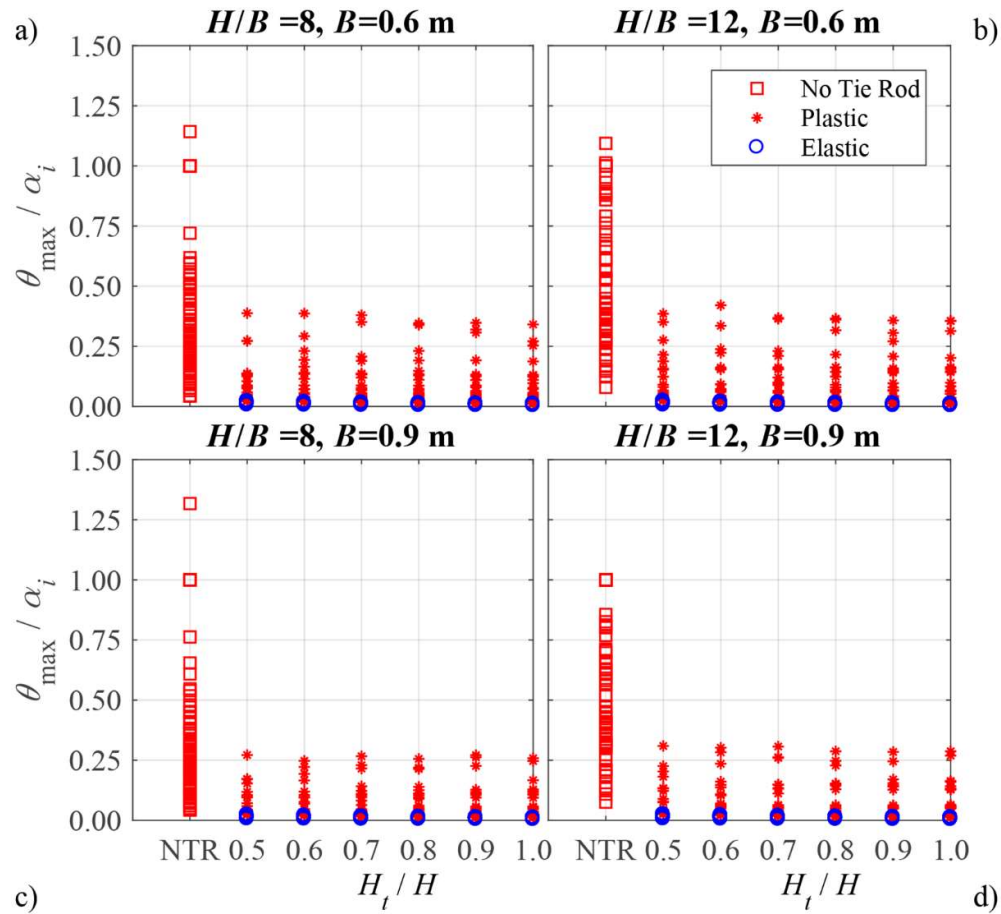 a)
H/B =8, B=0.6 m
H/B =12, B=0.6 m
b)
1.50
1.25
1.00
0.75
0.50
0.25
0.00
θmax / αi
No Tie Rod
Plastic
Elastic
H/B =8, B=0.9 m
H/B =12, B=0.9 m
1.50
1.25
1.00
0.75
0.50
0.25
0.00
θmax / αi
NTR 0.5 0.6 0.7 0.8 0.9 1.0
NTR 0.5 0.6 0.7 0.8 0.9 1.0
c)
Ht / H
Ht / H
d)